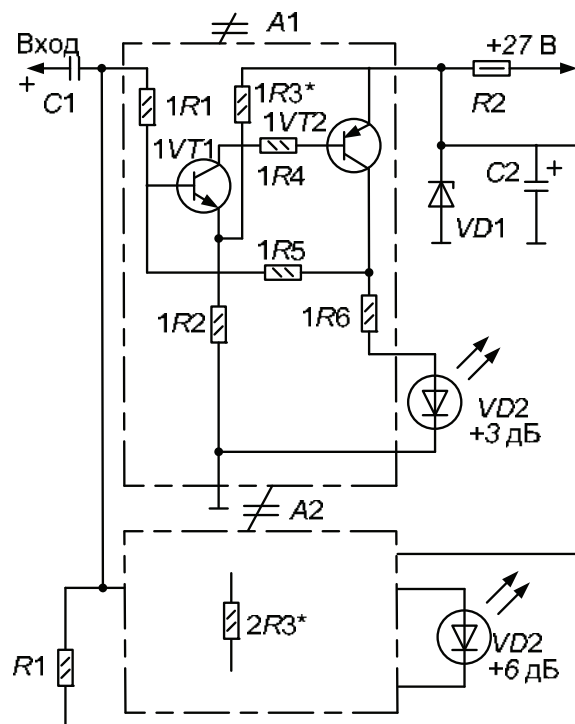 A1
Вход
+27 В
+
C1
R2
1R1
1R3*
1VT2
1VT1
1R4
C2
+
VD1
1R5
1R2
1R6
VD2
+3 дБ
A2
2R3*
R1
VD2
+6 дБ